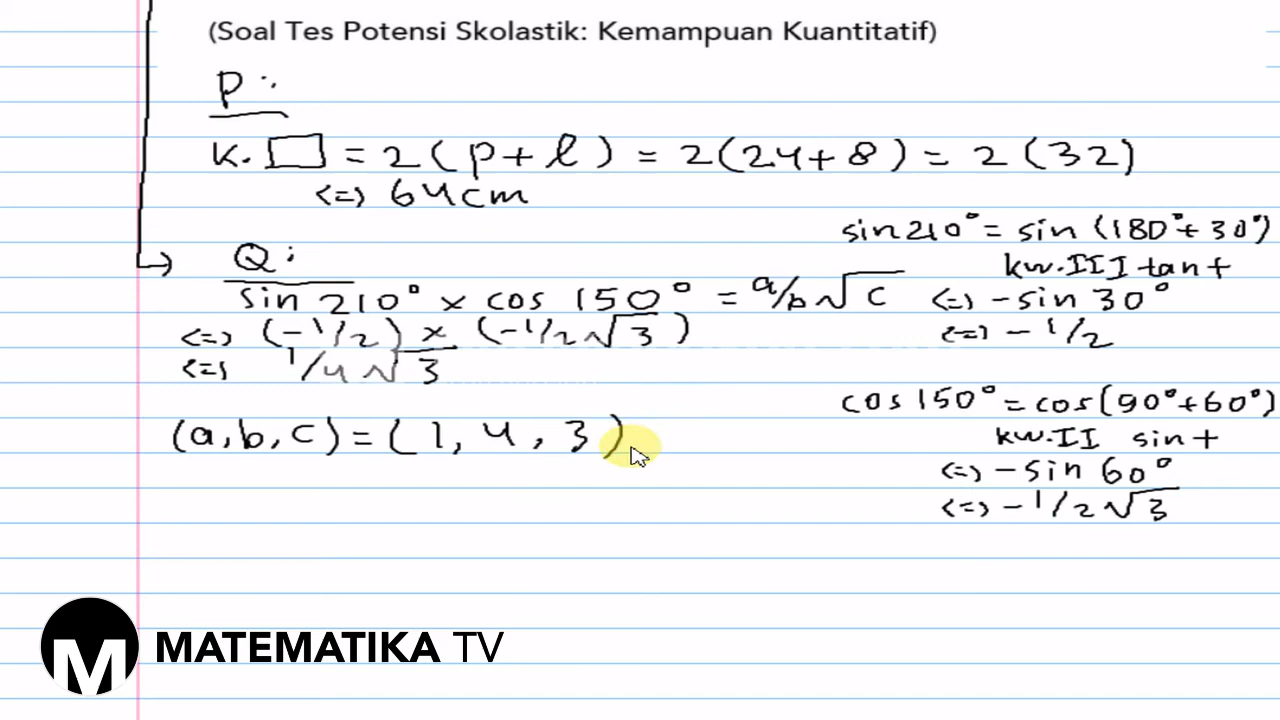 (Soal Tes Potensi Skolastik: Kemampuan Kuantitatif)
P:
K. □ = 2(p+l) = 2(24+8) = 2(32)
<=> 64cm
Q:
sin 210° x cos 150° = a/b√c
<=> (-1/2) x (-1/2√3)
<=> 1/4√3
(a,b,c) = (1, 4, 3)
sin 210° = sin (180°+30°)
kw.III tan +
<=> -sin 30°
<=> -1/2
cos 150° = cos(90°+60°)
kw.II sin +
<=> -sin 60°
<=> -1/2√3
M MATEMATIKA TV